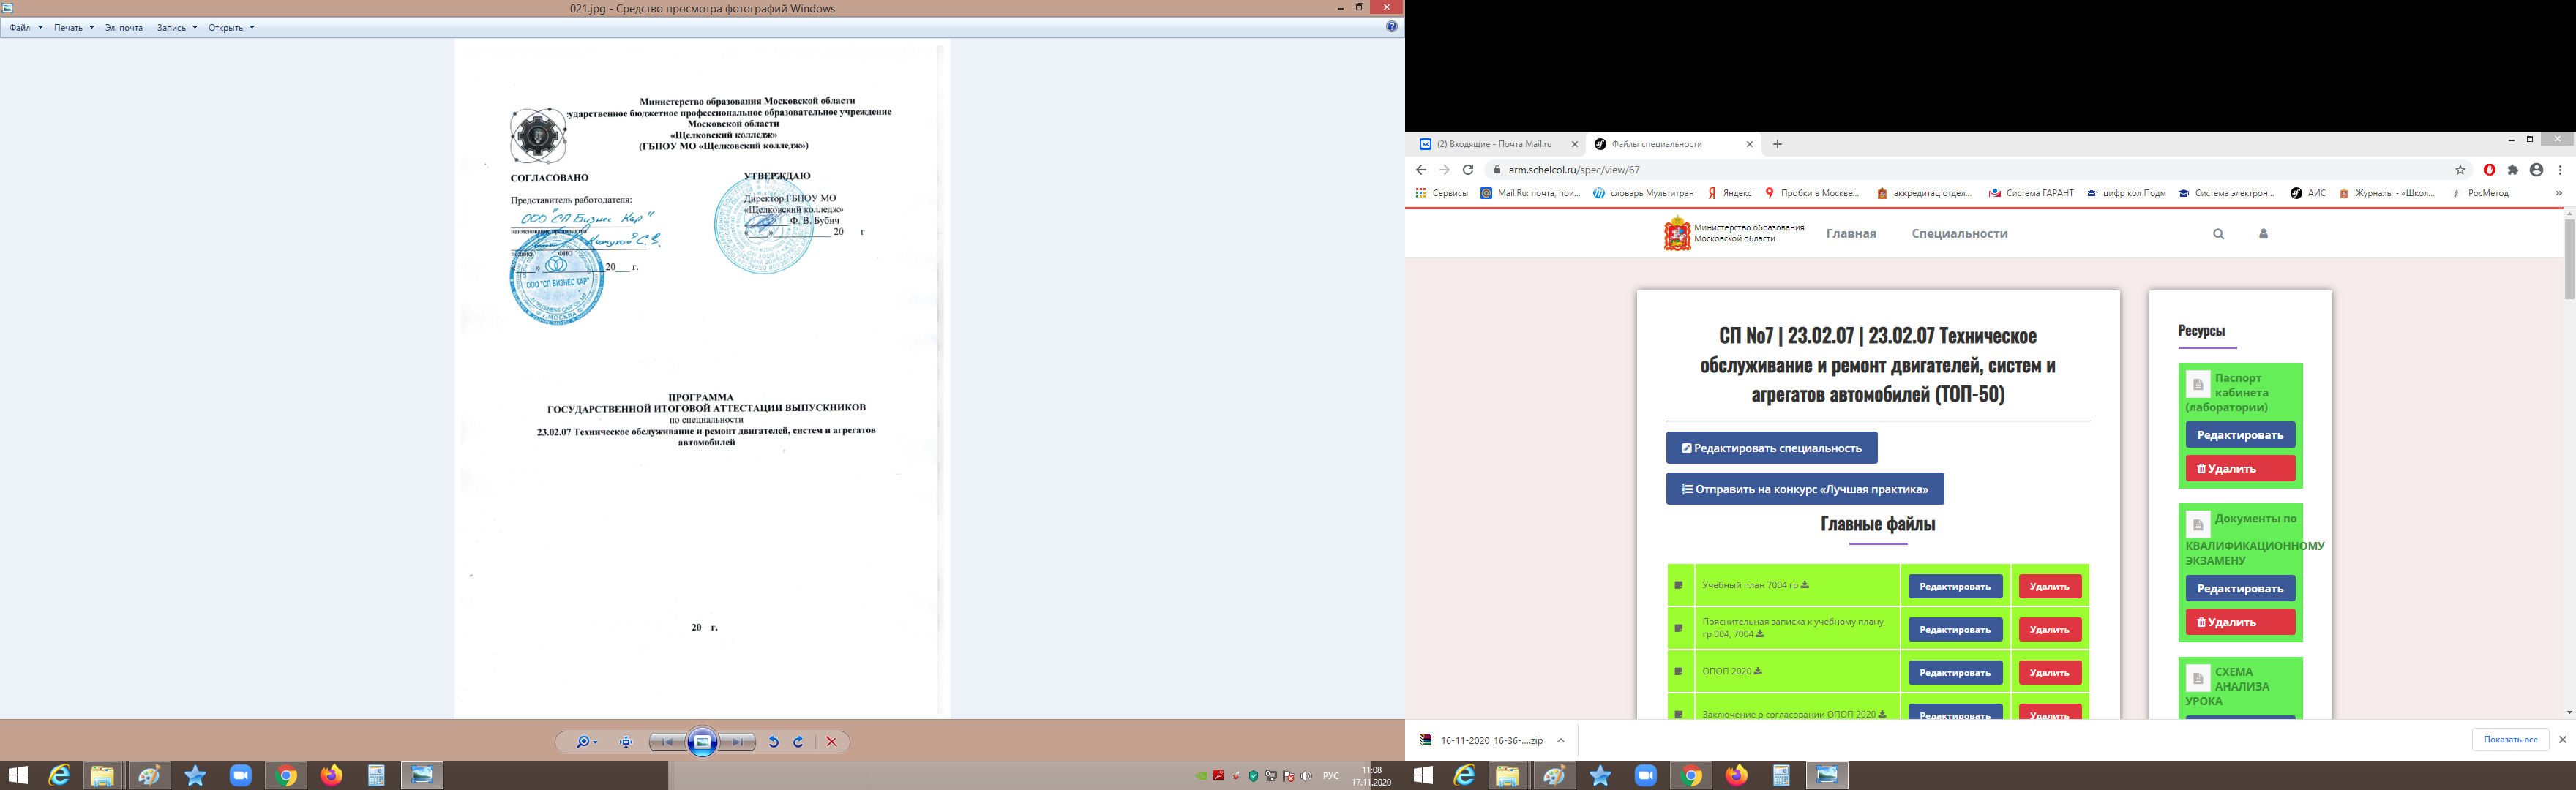 021.jpg - Средство просмотра фотографий Windows
Файл Печать Эл. почта Запись Открыть
Министерство образования Московской области
ударственное бюджетное профессиональное образовательное учреждение
Московской области
«Щелковский колледж»
(ГБПОУ МО «Щелковский колледж»)
СОГЛАСОВАНО
Представитель работодателя:
ООО "СП Бизнес Кар"
наименование предприятия
ФИО
» 20 г.
ООО "СП БИЗНЕС КАР"
г. МОСКВА
УТВЕРЖДАЮ
Директор ГБПОУ МО
«Щелковский колледж»
Ф. В. Бубич
« » 20 г
ПРОГРАММА
ГОСУДАРСТВЕННОЙ ИТОГОВОЙ АТТЕСТАЦИИ ВЫПУСКНИКОВ
по специальности
23.02.07 Техническое обслуживание и ремонт двигателей, систем и агрегатов
автомобилей
20 г.
РУС
11:08
17.11.2020
(2) Входящие - Почта Mail.ru
Файлы специальности
arm.schelcol.ru/spec/view/67
Сервисы Mail.Ru: почта, пои... словарь Мультитран Яндекс Пробки в Москве... аккредитац отдел... Система ГАРАНТ цифр кол Подм Система электрон... АИС Журналы - «Школ... РосМетод »
Министерство образования
Московской области
Главная Специальности
СП №7 | 23.02.07 | 23.02.07 Техническое
обслуживание и ремонт двигателей, систем и
агрегатов автомобилей (ТОП-50)
Редактировать специальность
Отправить на конкурс «Лучшая практика»
Главные файлы
Учебный план 7004 гр Редактировать Удалить
Пояснительная записка к учебному плану
гр 004, 7004 Редактировать Удалить
ОПОП 2020 Редактировать Удалить
Заключение о согласовании ОПОП 2020 Редактировать Удалить
Ресурсы
Паспорт
кабинета
(лаборатории)
Редактировать
Удалить
Документы по
КВАЛИФИКАЦИОННОМУ
ЭКЗАМЕНУ
Редактировать
Удалить
СХЕМА
АНАЛИЗА
УРОКА
16-11-2020_16-36-....zip
Показать все